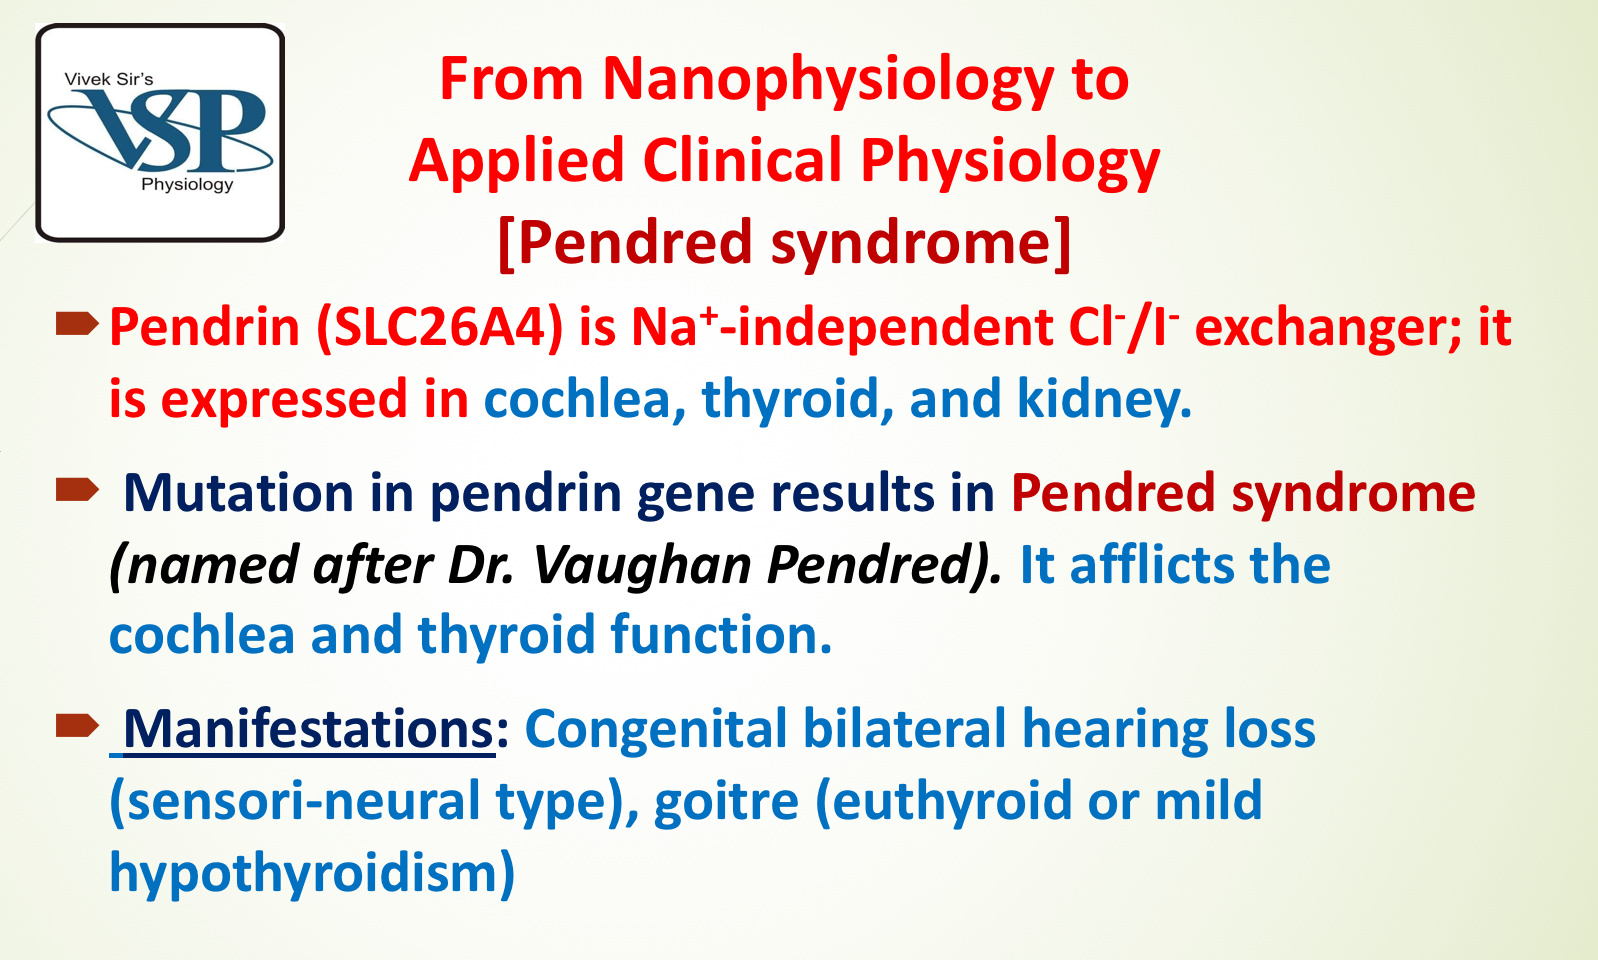 Vivek Sir's
VSP
Physiology
From Nanophysiology to
Applied Clinical Physiology
[Pendred syndrome]
Pendrin (SLC26A4) is Na⁺-independent Cl⁻/I⁻ exchanger; it
is expressed in cochlea, thyroid, and kidney.
Mutation in pendrin gene results in Pendred syndrome
(named after Dr. Vaughan Pendred). It afflicts the
cochlea and thyroid function.
Manifestations: Congenital bilateral hearing loss
(sensori-neural type), goitre (euthyroid or mild
hypothyroidism)